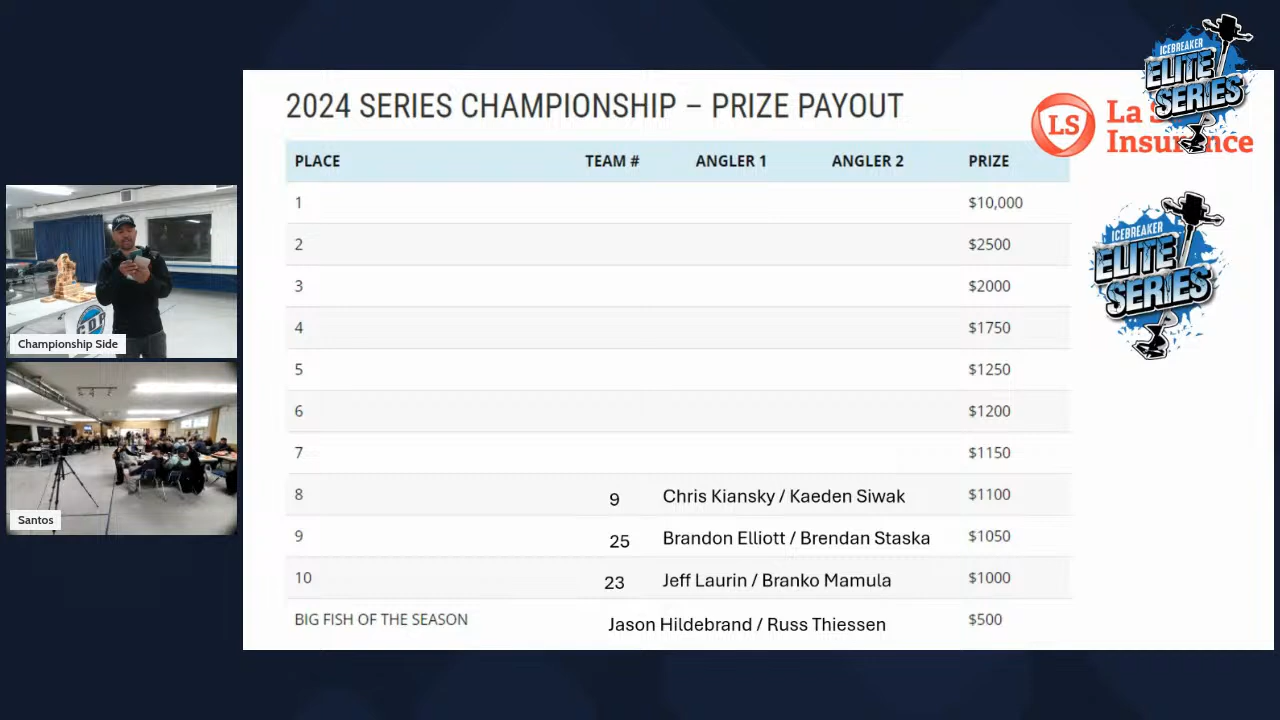 2024 SERIES CHAMPIONSHIP – PRIZE PAYOUT
ICEBREAKER
ELITE
SERIES
LS
La
Insurance
PLACE TEAM # ANGLER 1 ANGLER 2 PRIZE
1 $10,000
2 $2500
3 $2000
4 $1750
5 $1250
6 $1200
7 $1150
8 9 Chris Kiansky / Kaeden Siwak $1100
9 25 Brandon Elliott / Brendan Staska $1050
10 23 Jeff Laurin / Branko Mamula $1000
BIG FISH OF THE SEASON Jason Hildebrand / Russ Thiessen $500
ICEBREAKER
ELITE
SERIES
Championship Side
Santos